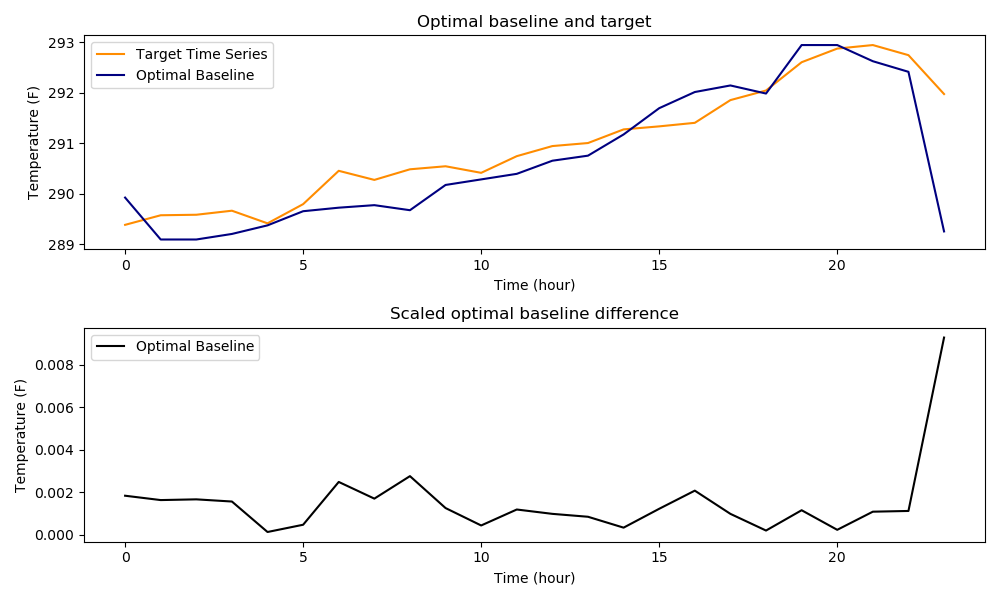 Optimal baseline and target
Temperature (F)
293
292
291
290
289
Target Time Series
Optimal Baseline
0 5 10 15 20
Time (hour)
Scaled optimal baseline difference
Temperature (F)
0.008
0.006
0.004
0.002
0.000
Optimal Baseline
0 5 10 15 20
Time (hour)